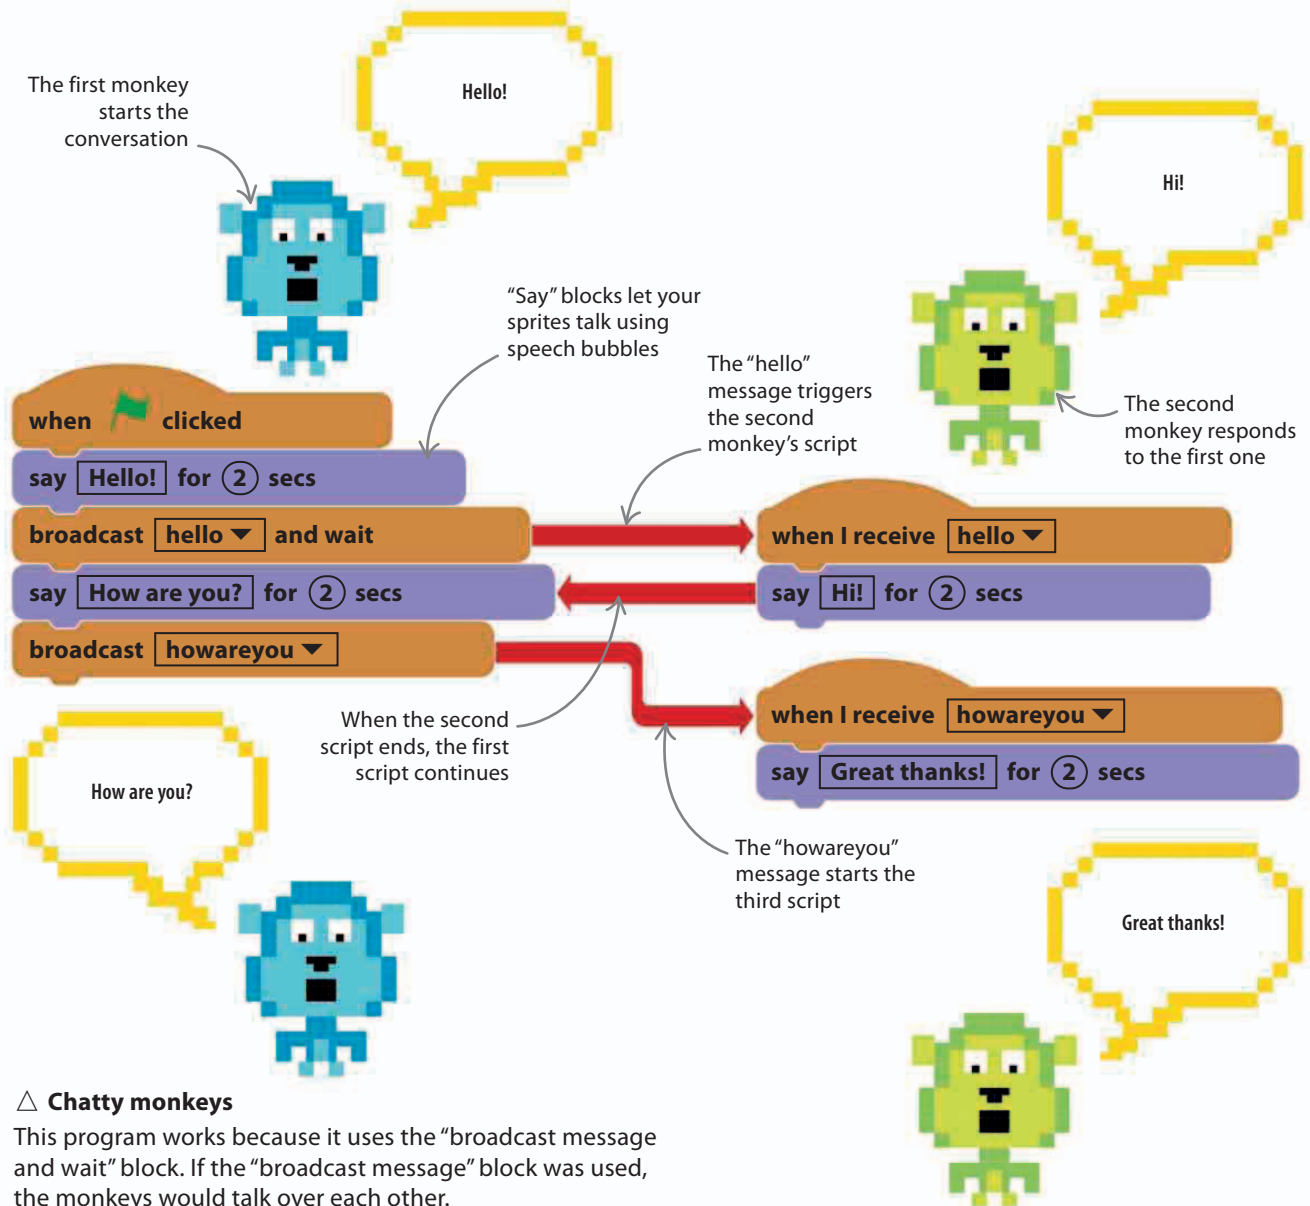 The first monkey
starts the
conversation
Hello!
Hi!
“Say” blocks let your
sprites talk using
speech bubbles
The “hello”
message triggers
the second
monkey’s script
The second
monkey responds
to the first one
when clicked
say Hello! for 2 secs
broadcast hello and wait
say How are you? for 2 secs
broadcast howareyou
when I receive hello
say Hi! for 2 secs
When the second
script ends, the first
script continues
when I receive howareyou
say Great thanks! for 2 secs
How are you?
The “howareyou”
message starts the
third script
Great thanks!
△ Chatty monkeys
This program works because it uses the “broadcast message
and wait” block. If the “broadcast message” block was used,
the monkeys would talk over each other.